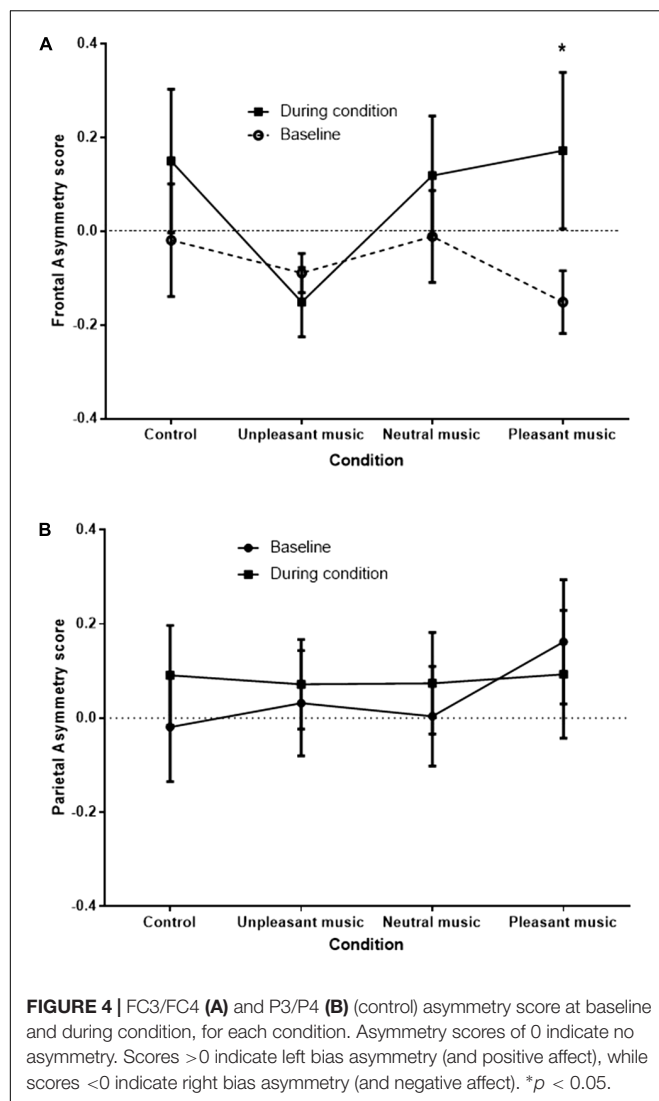 A
0.4
*
During condition
Baseline
0.2
0.0
-0.2
-0.4
Frontal Asymmetry score
Control Unpleasant music Neutral music Pleasant music
Condition
B
0.4
Baseline
During condition
0.2
0.0
-0.2
-0.4
Parietal Asymmetry score
Control Unpleasant music Neutral music Pleasant music
Condition
FIGURE 4 | FC3/FC4 (A) and P3/P4 (B) (control) asymmetry score at baseline
and during condition, for each condition. Asymmetry scores of 0 indicate no
asymmetry. Scores >0 indicate left bias asymmetry (and positive affect), while
scores <0 indicate right bias asymmetry (and negative affect). *p < 0.05.